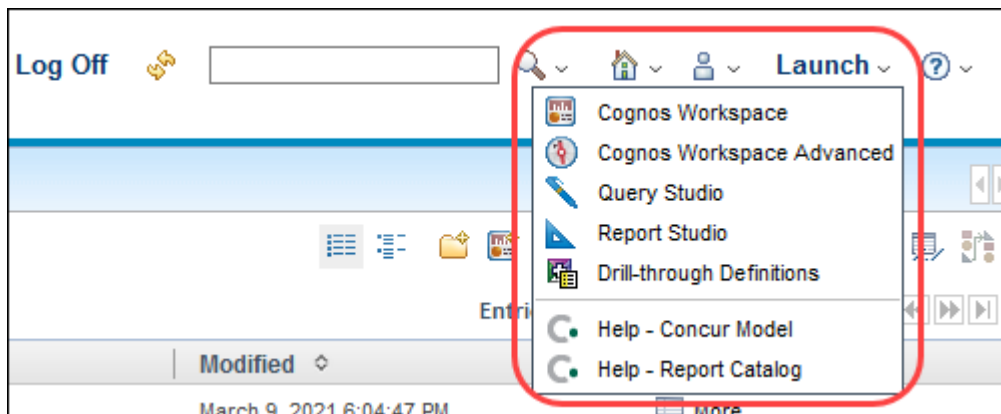 Log Off
Launch
Cognos Workspace
Cognos Workspace Advanced
Query Studio
Report Studio
Drill-through Definitions
Entri
Help - Concur Model
Help - Report Catalog
Modified
March 9, 2021 6:04:47 PM
More